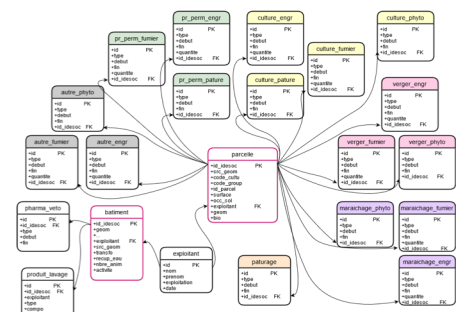 pr_perm_fumier
+id PK
+type
+debut
+fin
+quantite
+id_idesoc FK
pr_perm_engr
+id PK
+type
+debut
+fin
+quantite
+id_idesoc FK
culture_engr
+id PK
+type
+debut
+fin
+quantite
+id_idesoc FK
culture_fumier
+id PK
+type
+debut
+fin
+quantite
+id_idesoc FK
culture_phyto
+id PK
+type
+debut
+fin
+id_idesoc FK
autre_phyto
+id PK
+type
+debut
+fin
+id_idesoc FK
pr_perm_pature
+id PK
+type
+debut
+fin
+id_idesoc FK
culture_pature
+id PK
+type
+debut
+fin
+id_idesoc FK
verger_engr
+id PK
+type
+debut
+fin
+quantite
+id_idesoc FK
autre_fumier
+id PK
+type
+debut
+fin
+quantite
+id_idesoc FK
autre_engr
+id PK
+type
+debut
+fin
+quantite
+id_idesoc FK
parcelle
+id_idesoc PK
+src_geom
+code_cultu
+code_group
+id_parcel
+surface
+occ_sol
+exploitant FK
+geom
+bio
verger_fumier
+id PK
+type
+debut
+fin
+quantite
+id_idesoc FK
verger_phyto
+id PK
+type
+debut
+fin
+id_idesoc FK
pharma_veto
+id PK
+id_idesoc FK
+type
+debut
+fin
batiment
+id_idesoc PK
+geom
+...
+exploitant FK
+src_geom
+transfo
+recup_eau
+nbre_anim
+activite
maraichage_phyto
+id PK
+type
+debut
+fin
+id_idesoc FK
maraichage_fumier
+id PK
+type
+debut
+fin
+quantite
+id_idesoc FK
produit_lavage
+id PK
+id_idesoc FK
+exploitant
+type
+compo
exploitant
+id PK
+nom
+prenom
+exploitation
+date
paturage
+id PK
+type
+debut
+fin
+id_idesoc FK
maraichage_engr
+id PK
+type
+debut
+fin
+quantite
+id_idesoc FK